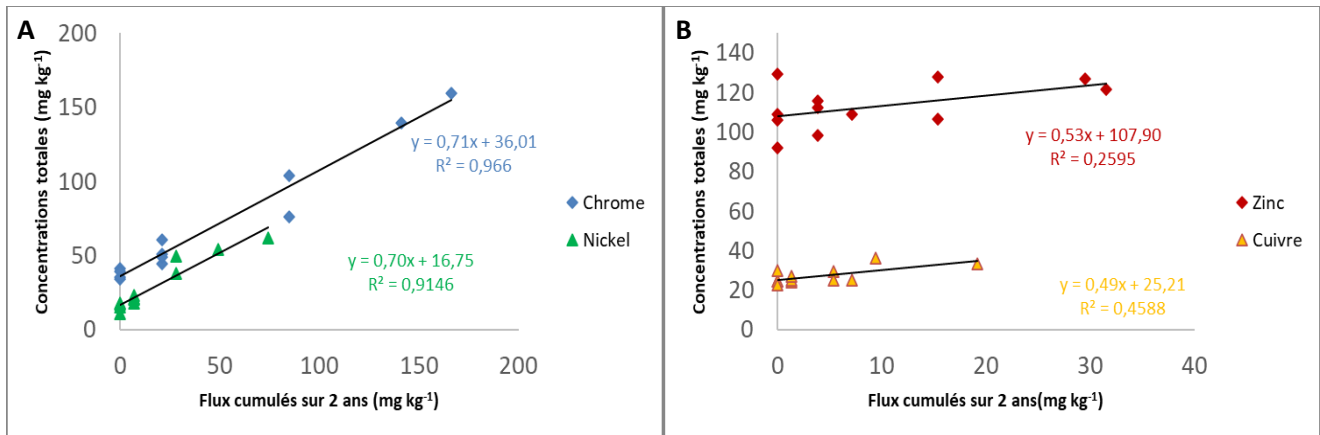 A
Concentrations totales (mg kg⁻¹)
200
150
100
50
0
y = 0,71x + 36,01
R² = 0,966
y = 0,70x + 16,75
R² = 0,9146
Chrome
Nickel
0 50 100 150 200
Flux cumulés sur 2 ans (mg kg⁻¹)
B
Concentrations totales (mg kg⁻¹)
140
120
100
80
60
40
20
0
y = 0,53x + 107,90
R² = 0,2595
y = 0,49x + 25,21
R² = 0,4588
Zinc
Cuivre
0 10 20 30 40
Flux cumulés sur 2 ans(mg kg⁻¹)